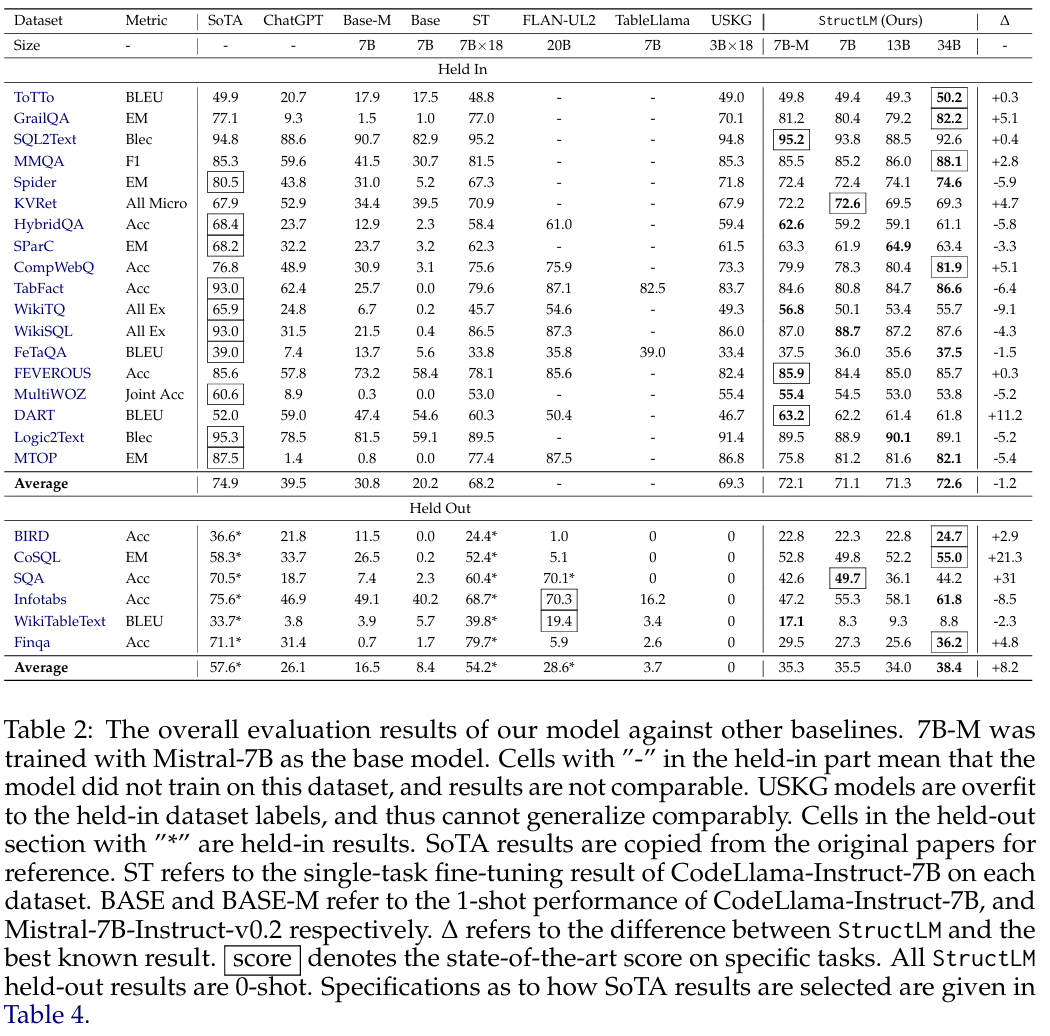 Dataset Metric SoTA ChatGPT Base-M Base ST FLAN-UL2 TableLlama USKG StructLM (Ours) Δ
Size - - - 7B 7B 7B×18 20B 7B 3B×18 7B-M 7B 13B 34B -
Held In
ToTTo BLEU 49.9 20.7 17.9 17.5 48.8 - - 49.0 49.8 49.4 49.3 50.2 +0.3
GrailQA EM 77.1 9.3 1.5 1.0 77.0 - - 70.1 81.2 80.4 79.2 82.2 +5.1
SQL2Text Blec 94.8 88.6 90.7 82.9 95.2 - - 94.8 95.2 93.8 88.5 92.6 +0.4
MMQA F1 85.3 59.6 41.5 30.7 81.5 - - 85.3 85.5 85.2 86.0 88.1 +2.8
Spider EM 80.5 43.8 31.0 5.2 67.3 - - 71.8 72.4 72.4 74.1 74.6 -5.9
KVRet All Micro 67.9 52.9 34.4 39.5 70.9 - - 67.9 72.2 72.6 69.5 69.3 +4.7
HybridQA Acc 68.4 23.7 12.9 2.3 58.4 61.0 - 59.4 62.6 59.2 59.1 61.1 -5.8
SParC EM 68.2 32.2 23.7 3.2 62.3 - - 61.5 63.3 61.9 64.9 63.4 -3.3
CompWebQ Acc 76.8 48.9 30.9 3.1 75.6 75.9 - 73.3 79.9 78.3 80.4 81.9 +5.1
TabFact Acc 93.0 62.4 25.7 0.0 79.6 87.1 82.5 83.7 84.6 80.8 84.7 86.6 -6.4
WikiTQ All Ex 65.9 24.8 6.7 0.2 45.7 54.6 - 49.3 56.8 50.1 53.4 55.7 -9.1
WikiSQL All Ex 93.0 31.5 21.5 0.4 86.5 87.3 - 86.0 87.0 88.7 87.2 87.6 -4.3
FeTaQA BLEU 39.0 7.4 13.7 5.6 33.8 35.8 39.0 33.4 37.5 36.0 35.6 37.5 -1.5
FEVEROUS Acc 85.6 57.8 73.2 58.4 78.1 85.6 - 82.4 85.9 84.4 85.0 85.7 +0.3
MultiWOZ Joint Acc 60.6 8.9 0.3 0.0 53.0 - - 55.4 55.4 54.5 53.0 53.8 -5.2
DART BLEU 52.0 59.0 47.4 54.6 60.3 50.4 - 46.7 63.2 62.2 61.4 61.8 +11.2
Logic2Text Blec 95.3 78.5 81.5 59.1 89.5 - - 91.4 89.5 88.9 90.1 89.1 -5.2
MTOP EM 87.5 1.4 0.8 0.0 77.4 87.5 - 86.8 75.8 81.2 81.6 82.1 -5.4
Average 74.9 39.5 30.8 20.2 68.2 - - 69.3 72.1 71.1 71.3 72.6 -1.2
Held Out
BIRD Acc 36.6* 21.8 11.5 0.0 24.4* 1.0 0 0 22.8 22.3 22.8 24.7 +2.9
CoSQL EM 58.3* 33.7 26.5 0.2 52.4* 5.1 0 0 52.8 49.8 52.2 55.0 +21.3
SQA Acc 70.5* 18.7 7.4 2.3 60.4* 70.1* 0 0 42.6 49.7 36.1 44.2 +31
Infotabs Acc 75.6* 46.9 49.1 40.2 68.7* 70.3 16.2 0 47.2 55.3 58.1 61.8 -8.5
WikiTableText BLEU 33.7* 3.8 3.9 5.7 39.8* 19.4 3.4 0 17.1 8.3 9.3 8.8 -2.3
Finqa Acc 71.1* 31.4 0.7 1.7 79.7* 5.9 2.6 0 29.5 27.3 25.6 36.2 +4.8
Average 57.6* 26.1 16.5 8.4 54.2* 28.6* 3.7 0 35.3 35.5 34.0 38.4 +8.2
Table 2: The overall evaluation results of our model against other baselines. 7B-M was
trained with Mistral-7B as the base model. Cells with ”-” in the held-in part mean that the
model did not train on this dataset, and results are not comparable. USKG models are overfit
to the held-in dataset labels, and thus cannot generalize comparably. Cells in the held-out
section with ”*” are held-in results. SoTA results are copied from the original papers for
reference. ST refers to the single-task fine-tuning result of CodeLlama-Instruct-7B on each
dataset. BASE and BASE-M refer to the 1-shot performance of CodeLlama-Instruct-7B, and
Mistral-7B-Instruct-v0.2 respectively. Δ refers to the difference between StructLM and the
best known result. score denotes the state-of-the-art score on specific tasks. All StructLM
held-out results are 0-shot. Specifications as to how SoTA results are selected are given in
Table 4.